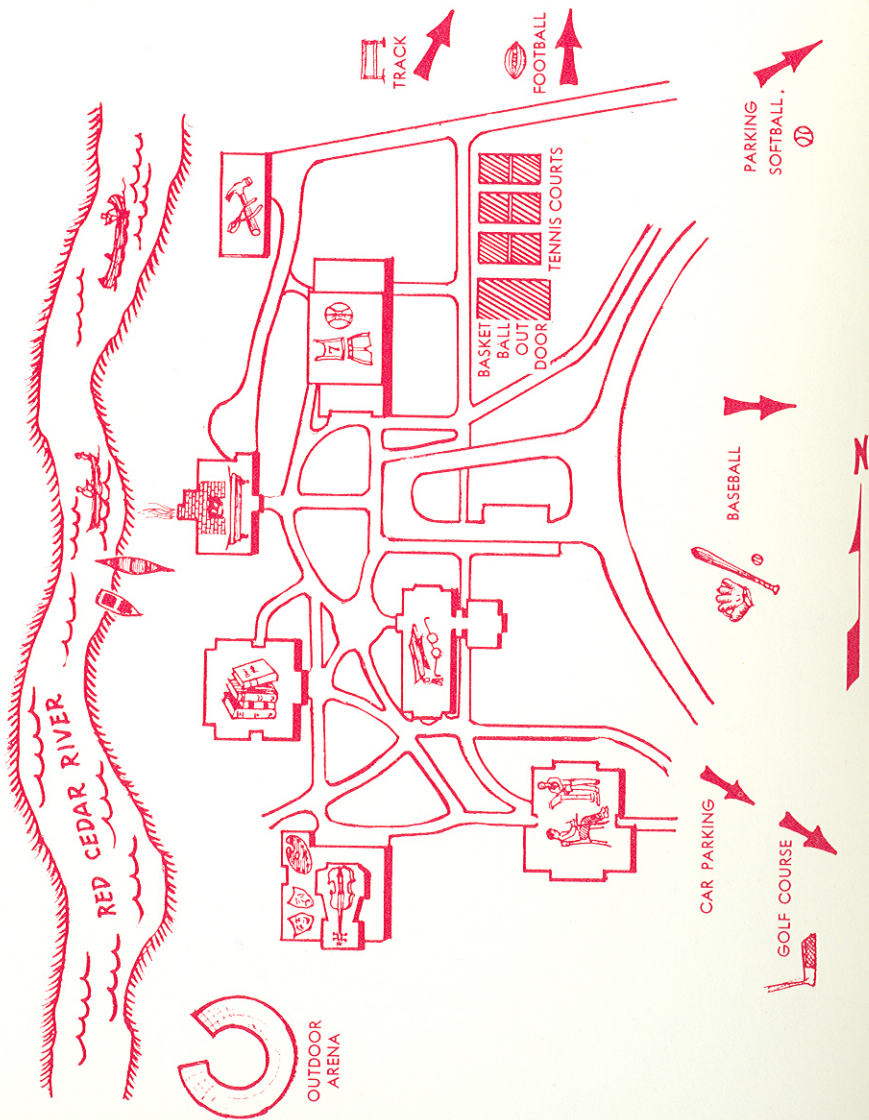 RED CEDAR RIVER
TRACK
FOOTBALL
PARKING
SOFTBALL,
TENNIS COURTS
BASKET
BALL
OUT
DOOR
7
BASEBALL
N
CAR PARKING
GOLF COURSE
OUTDOOR
ARENA